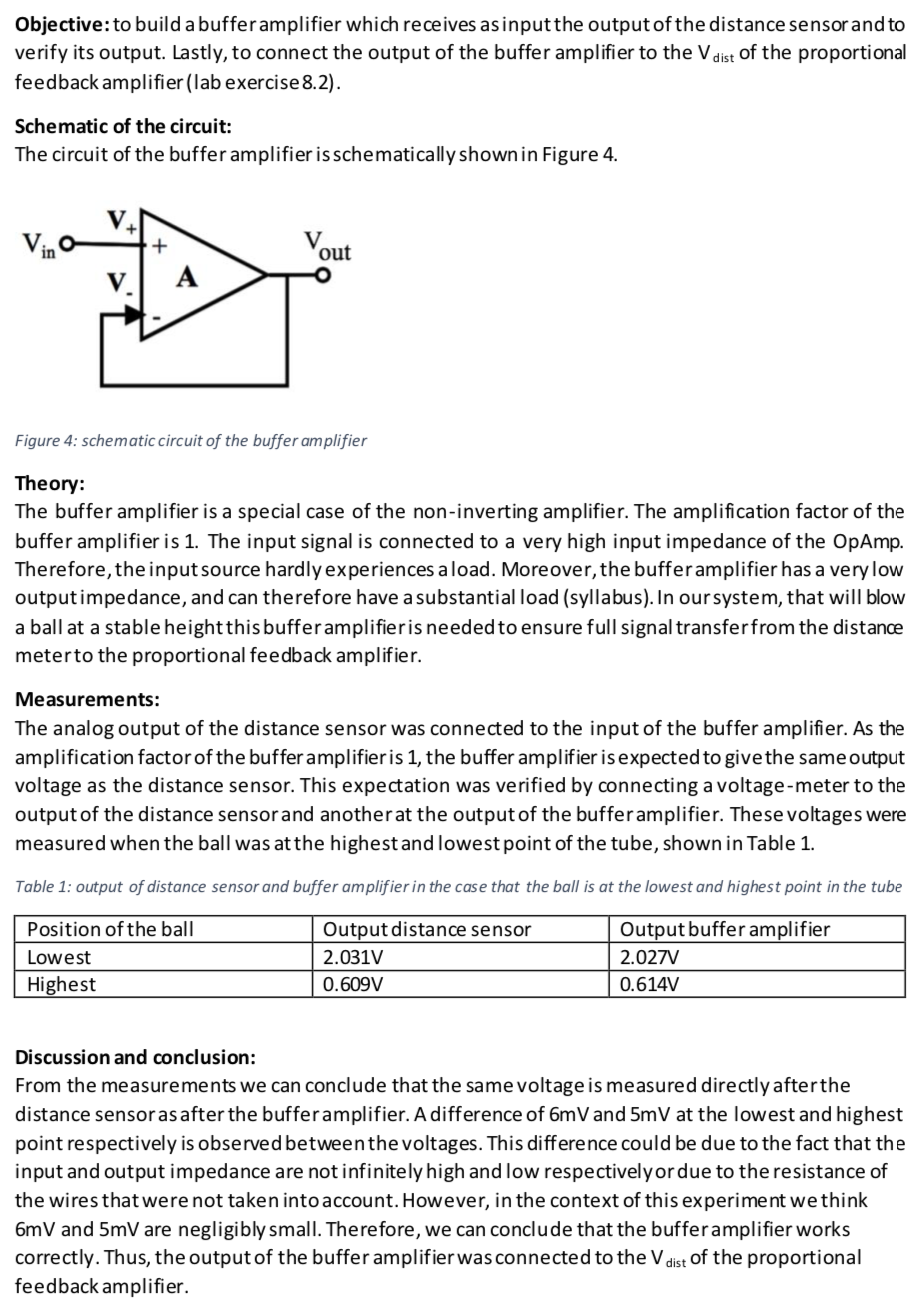 Objective: to build a buffer amplifier which receives as input the output of the distance sensor and to
verify its output. Lastly, to connect the output of the buffer amplifier to the V dist of the proportional
feedback amplifier (lab exercise 8.2).
Schematic of the circuit:
The circuit of the buffer amplifier is schematically shown in Figure 4.
V+
Vin
+
Vout
V-
A
-
Figure 4: schematic circuit of the buffer amplifier
Theory:
The buffer amplifier is a special case of the non-inverting amplifier. The amplification factor of the
buffer amplifier is 1. The input signal is connected to a very high input impedance of the OpAmp.
Therefore, the input source hardly experiences a load. Moreover, the buffer amplifier has a very low
output impedance, and can therefore have a substantial load (syllabus). In our system, that will blow
a ball at a stable height this buffer amplifier is needed to ensure full signal transfer from the distance
meter to the proportional feedback amplifier.
Measurements:
The analog output of the distance sensor was connected to the input of the buffer amplifier. As the
amplification factor of the buffer amplifier is 1, the buffer amplifier is expected to give the same output
voltage as the distance sensor. This expectation was verified by connecting a voltage-meter to the
output of the distance sensor and another at the output of the buffer amplifier. These voltages were
measured when the ball was at the highest and lowest point of the tube, shown in Table 1.
Table 1: output of distance sensor and buffer amplifier in the case that the ball is at the lowest and highest point in the tube
Position of the ball Output distance sensor Output buffer amplifier
Lowest 2.031V 2.027V
Highest 0.609V 0.614V
Discussion and conclusion:
From the measurements we can conclude that the same voltage is measured directly after the
distance sensor as after the buffer amplifier. A difference of 6mV and 5mV at the lowest and highest
point respectively is observed between the voltages. This difference could be due to the fact that the
input and output impedance are not infinitely high and low respectively or due to the resistance of
the wires that were not taken into account. However, in the context of this experiment we think
6mV and 5mV are negligibly small. Therefore, we can conclude that the buffer amplifier works
correctly. Thus, the output of the buffer amplifier was connected to the V dist of the proportional
feedback amplifier.